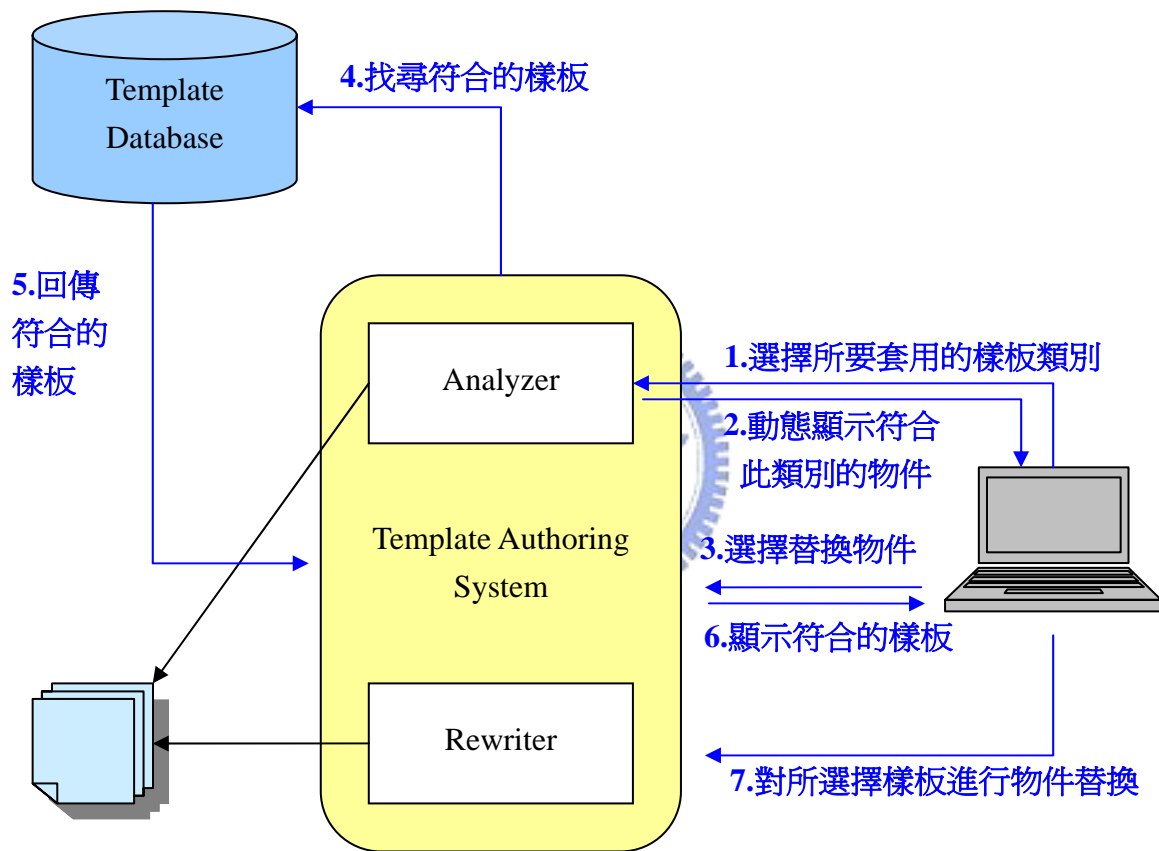 Template
Database
4.找尋符合的樣板
5.回傳
符合的
樣板
Analyzer
1.選擇所要套用的樣板類別
2.動態顯示符合
此類別的物件
Template Authoring
System
3.選擇替換物件
6.顯示符合的樣板
Rewriter
7.對所選擇樣板進行物件替換